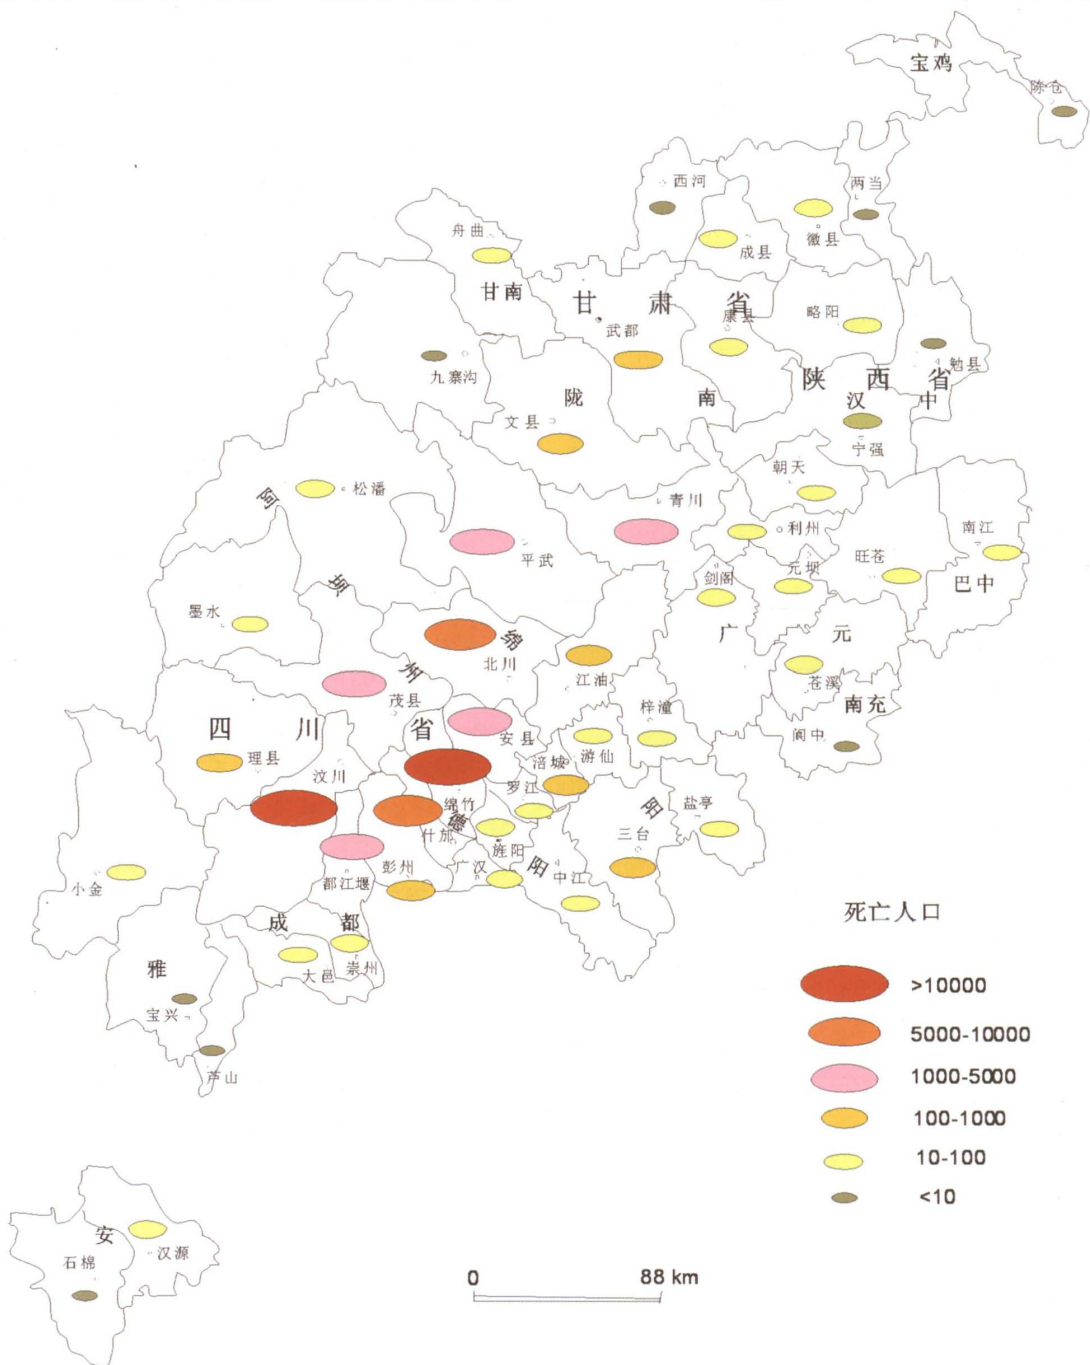 宝鸡
陈仓
西河
两当
舟曲
成县
徽县
甘南
甘肃省
康县
略阳
武都
九寨沟
勉县
陕西省
陇南
汉中
文县
宁强
朝天
阿
松潘
青川
利州
南江
平武
剑阁
元坝
旺苍
坝
巴中
墨水
绵
广元
北川
州
江油
苍溪
茂县
梓潼
南充
四川省
安县
游仙
阆中
理县
涪城
汶川
罗江
绵竹
德
阳
盐亭
什邡
旌阳
三台
彭州
广汉
阳
中江
都江堰
小金
成都
死亡人口
大邑
崇州
雅
>10000
宝兴
5000-10000
芦山
1000-5000
100-1000
10-100
<10
安
汉源
石棉
0 88 km